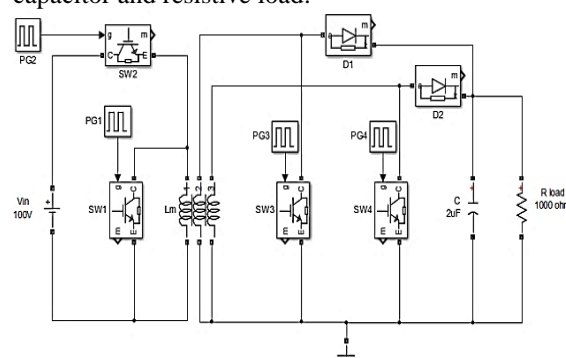 capacitor and resistive load.
PG2
g
m
C
E
SW2
a
m
D1
a
m
D2
PG1
PG3
PG4
Vin
100V
+
SW1
g
C
m
E
Lm
1
2
3
SW3
g
C
m
E
SW4
g
C
m
E
C
2uF
+
R load
1000 ohr
+